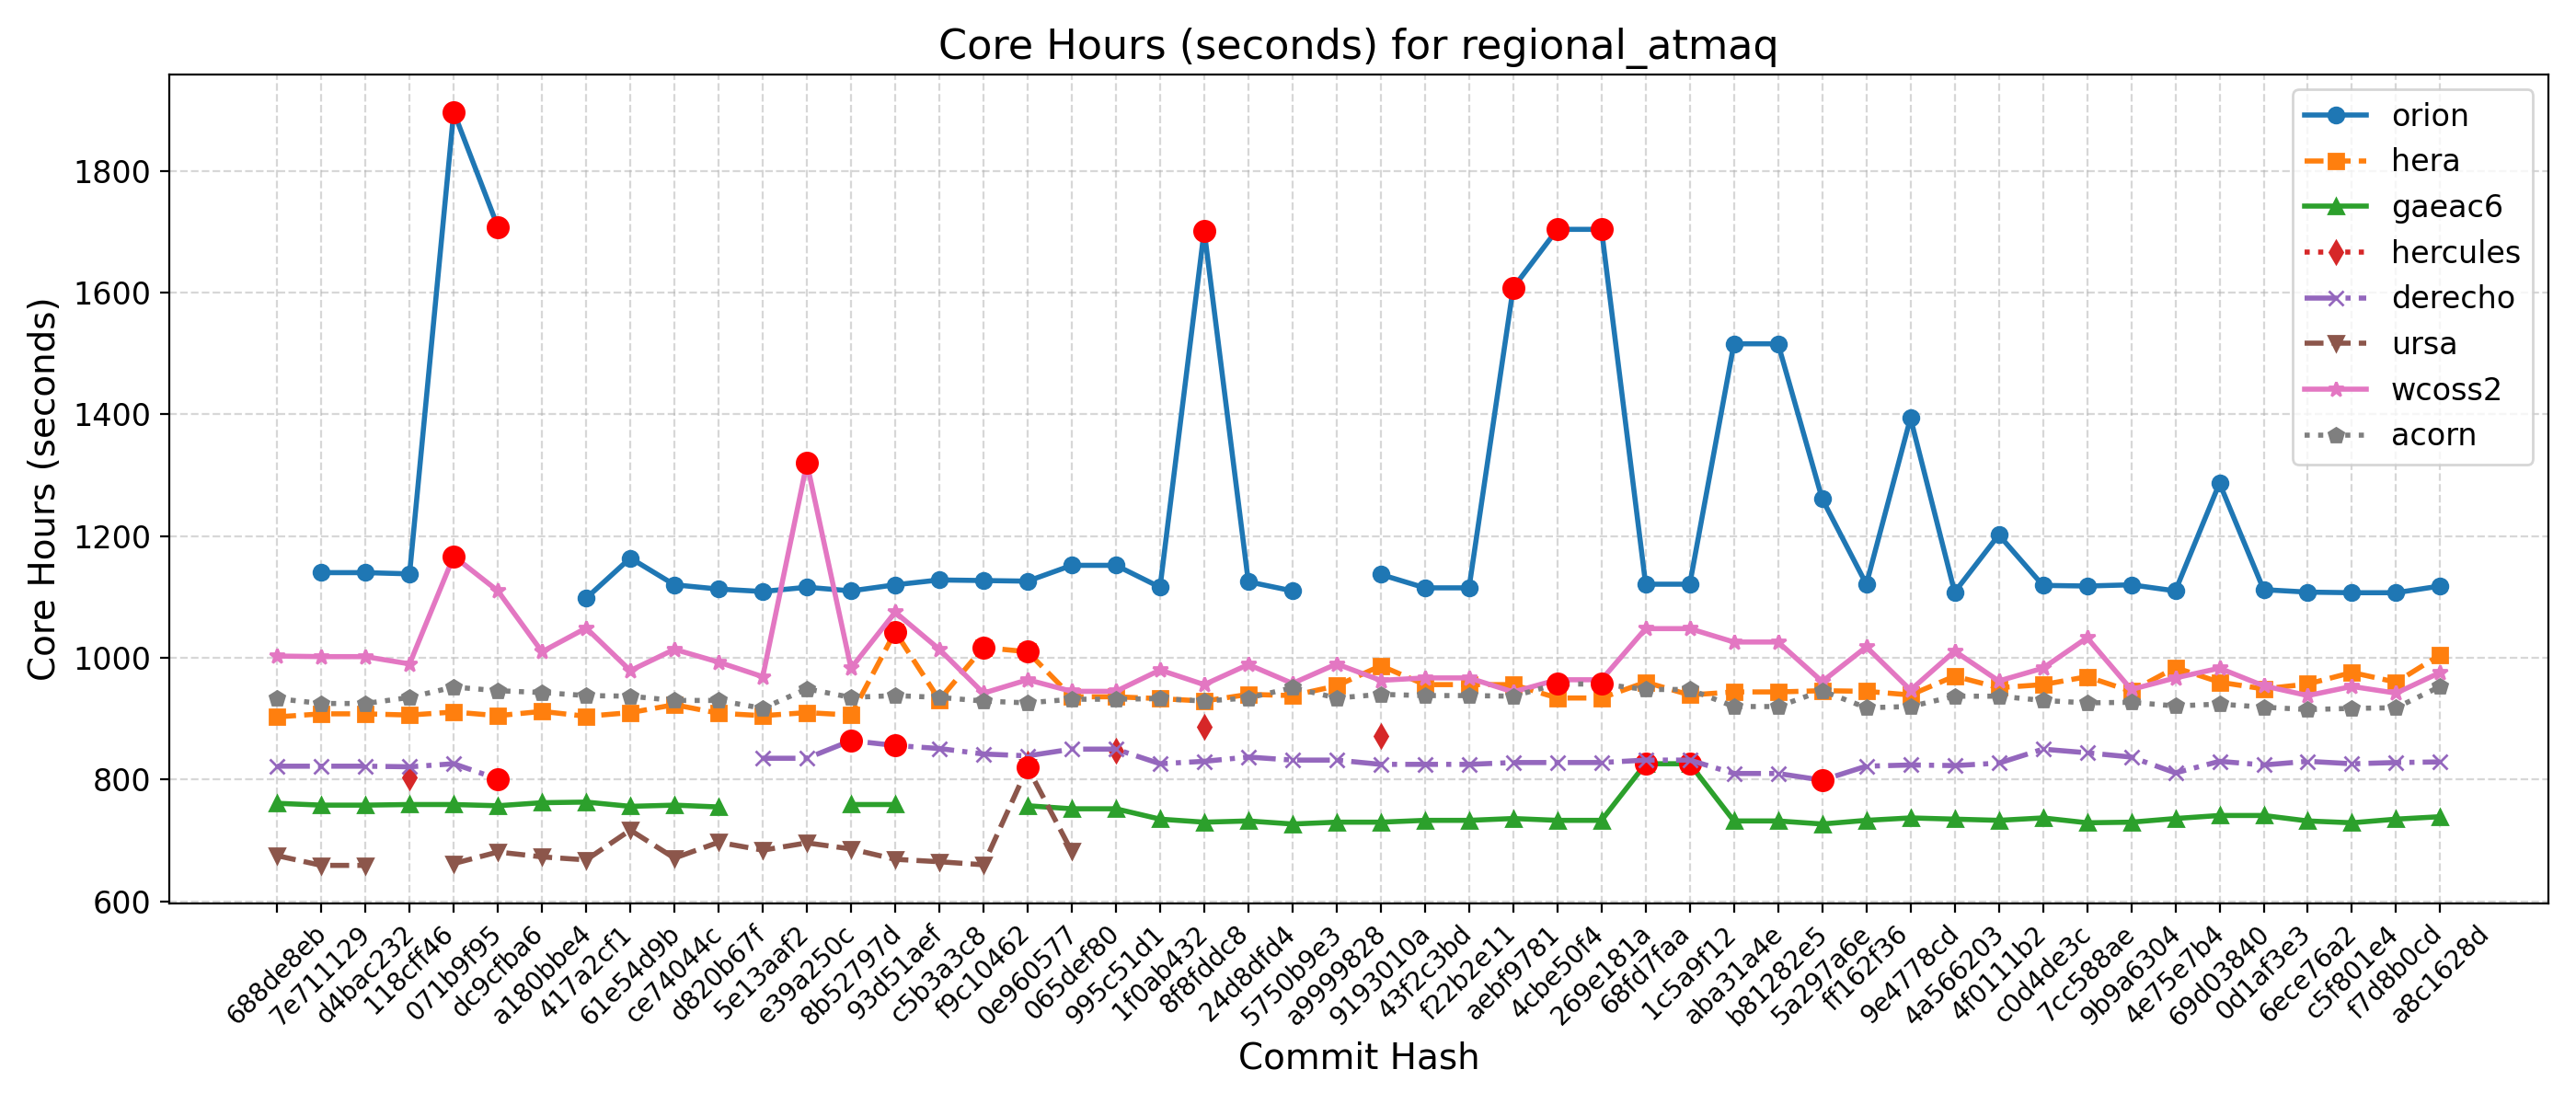 Core Hours (seconds) for regional_atmaq
Core Hours (seconds)
1800
1600
1400
1200
1000
800
600
orion
hera
gaeac6
hercules
derecho
ursa
wcoss2
acorn
688de8eb
7e711129
d4bac232
118cff46
071b9f95
dc9cfba6
a180bbe4
417a2cf1
61e54d9b
ce74044c
d820b67f
5e13aaf2
e39a250c
8b52797d
93d51aef
c5b3a3c8
f9c10462
0e960577
065def80
995c51d1
1f0ab432
8f8fddc8
24d8dfd4
5750b9e3
a9999828
9193010a
43f2c3bd
f22b2e11
aebf9781
4cbe50f4
269e181a
68fd7faa
1c5a9f12
aba31a4e
b81282e5
5a297a6e
ff162f36
9e4778cd
4a566203
4f0111b2
c0d4de3c
7cc588ae
9b9a6304
4e75e7b4
69d03840
0d1af3e3
6ece76a2
c5f801e4
f7d8b0cd
a8c1628d
Commit Hash